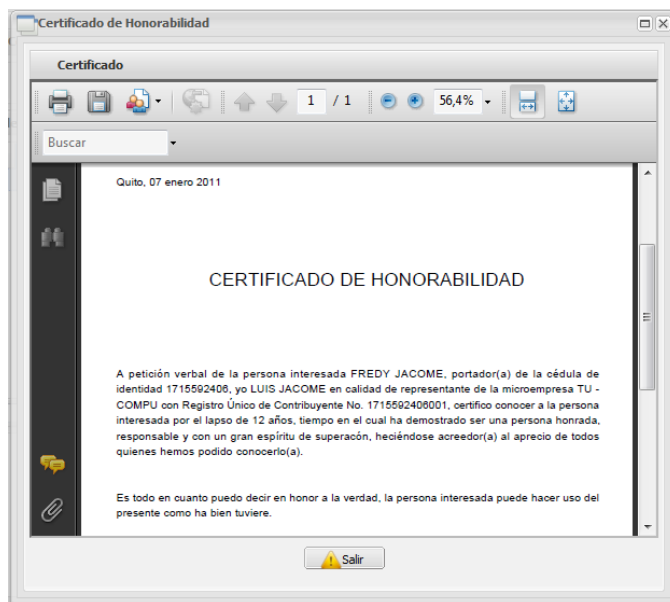 Certificado de Honorabilidad
Certificado
1 / 1
56,4%
Buscar
Quito, 07 enero 2011
CERTIFICADO DE HONORABILIDAD
A petición verbal de la persona interesada FREDY JACOME, portador(a) de la cédula de
identidad 1715592406, yo LUIS JACOME en calidad de representante de la microempresa TU -
COMPU con Registro Único de Contribuyente No. 1715592406001, certifico conocer a la persona
interesada por el lapso de 12 años, tiempo en el cual ha demostrado ser una persona honrada,
responsable y con un gran espíritu de superacón, heciéndose acreedor(a) al aprecio de todos
quienes hemos podido conocerlo(a).
Es todo en cuanto puedo decir en honor a la verdad, la persona interesada puede hacer uso del
presente como ha bien tuviere.
Salir